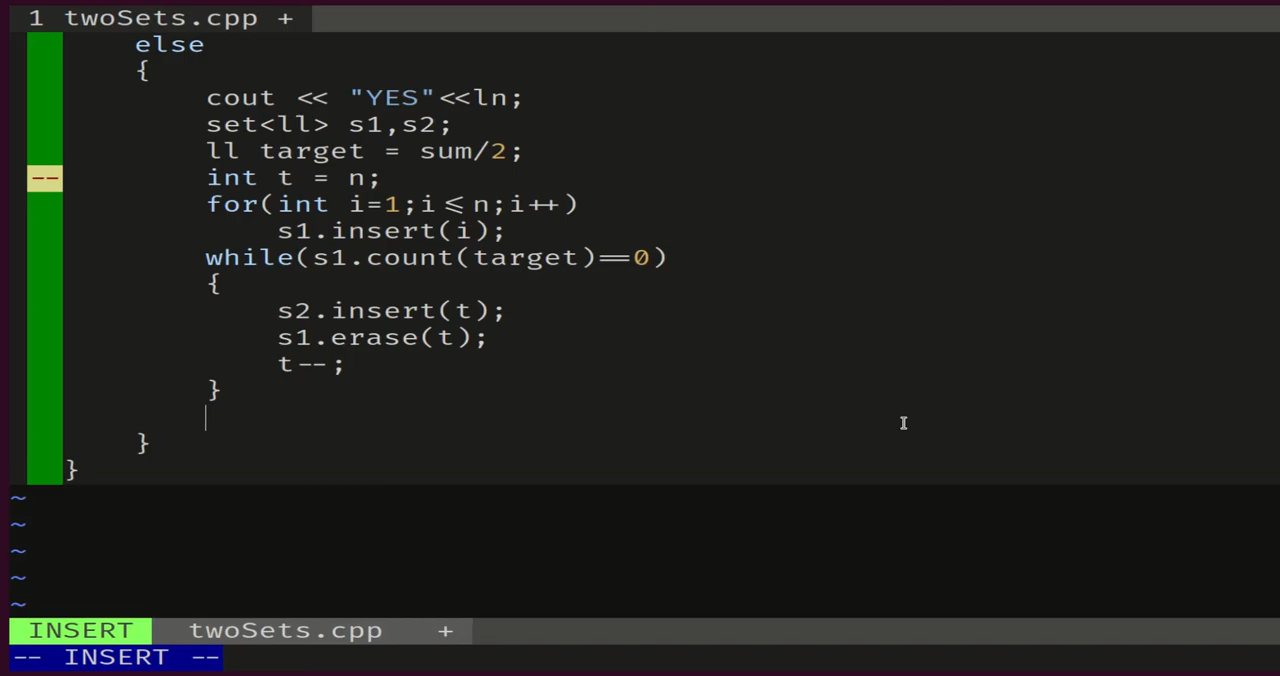 1 twoSets.cpp +
else
{
cout << "YES"<<ln;
set<ll> s1,s2;
ll target = sum/2;
--
int t = n;
for(int i=1;i<=n;i++)
s1.insert(i);
while(s1.count(target)==0)
{
s2.insert(t);
s1.erase(t);
t--;
}
}
}
~
~
~
~
~
INSERT twoSets.cpp +
-- INSERT --